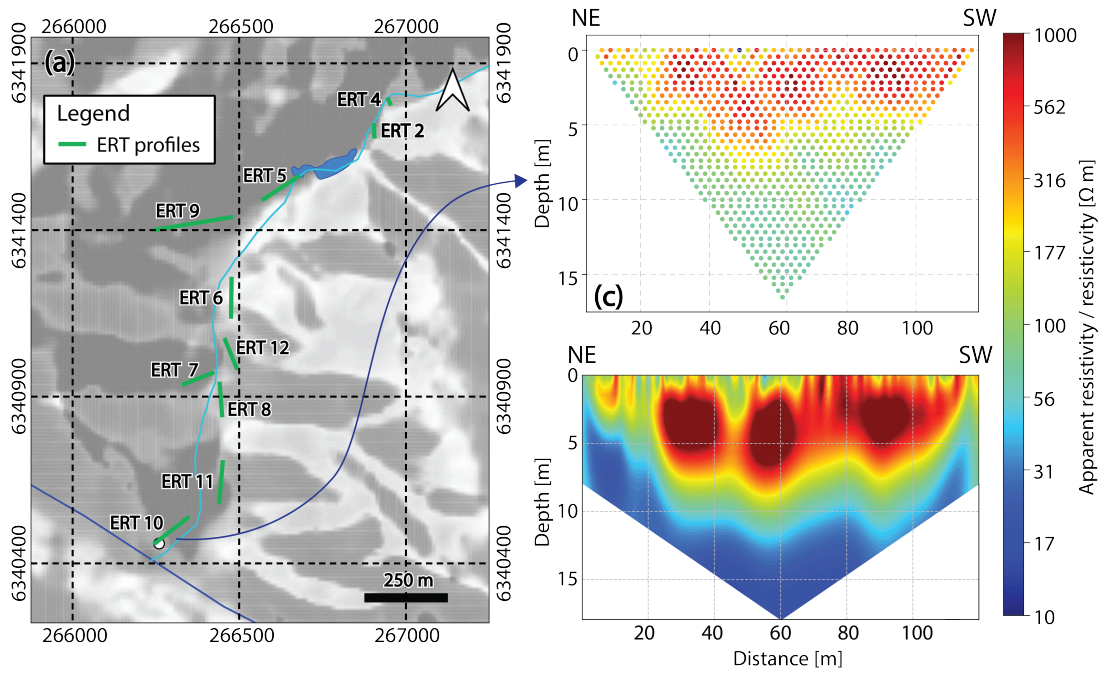 266000 266500 267000
6341900
(a)
Legend
ERT profiles
ERT 4
ERT 2
ERT 5
ERT 9
6341400
ERT 6
ERT 12
ERT 7
6340900
ERT 8
ERT 11
ERT 10
6340400
250 m
6341900
6341400
6340900
6340400
266000 266500 267000
NE SW
0
5
10
15
Depth [m]
(c)
20 40 60 80 100
NE SW
0
5
10
15
Depth [m]
20 40 60 80 100
Distance [m]
1000
562
316
177
100
56
31
17
10
Apparent resistivity / resisticvity [Ω m]